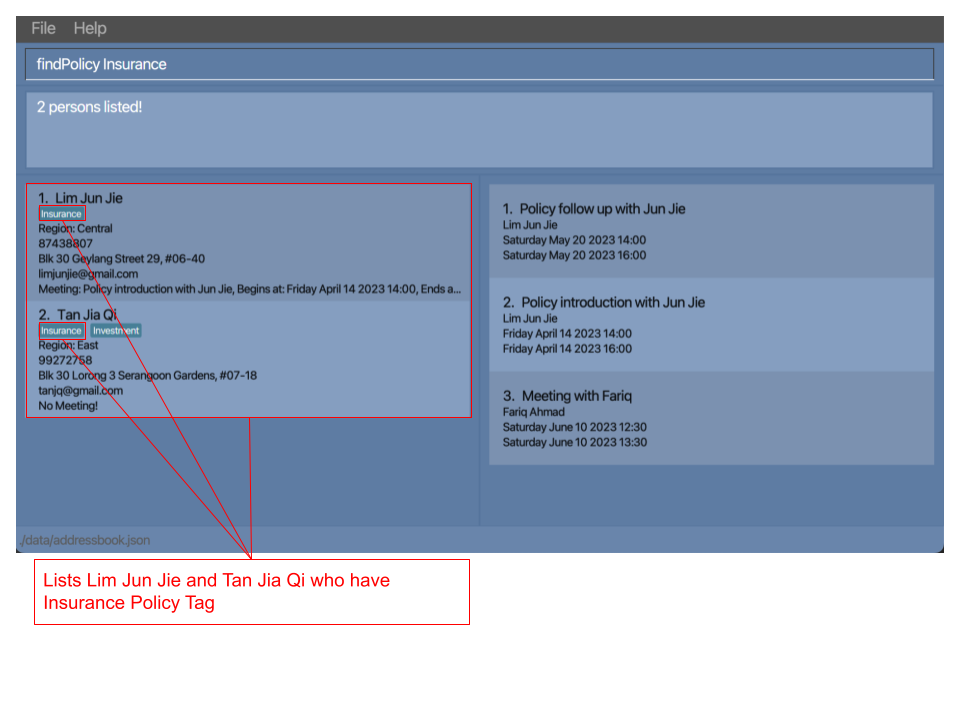 File Help
findPolicy Insurance
2 persons listed!
1. Lim Jun Jie
Insurance
Region: Central
87438807
Blk 30 Geylang Street 29, #06-40
limjunjie@gmail.com
Meeting: Policy introduction with Jun Jie, Begins at: Friday April 14 2023 14:00, Ends a...
2. Tan Jia Qi
Insurance Investment
Region: East
99272758
Blk 30 Lorong 3 Serangoon Gardens, #07-18
tanjq@gmail.com
No Meeting!
1. Policy follow up with Jun Jie
Lim Jun Jie
Saturday May 20 2023 14:00
Saturday May 20 2023 16:00
2. Policy introduction with Jun Jie
Lim Jun Jie
Friday April 14 2023 14:00
Friday April 14 2023 16:00
3. Meeting with Fariq
Fariq Ahmad
Saturday June 10 2023 12:30
Saturday June 10 2023 13:30
./data/addressbook.json
Lists Lim Jun Jie and Tan Jia Qi who have
Insurance Policy Tag